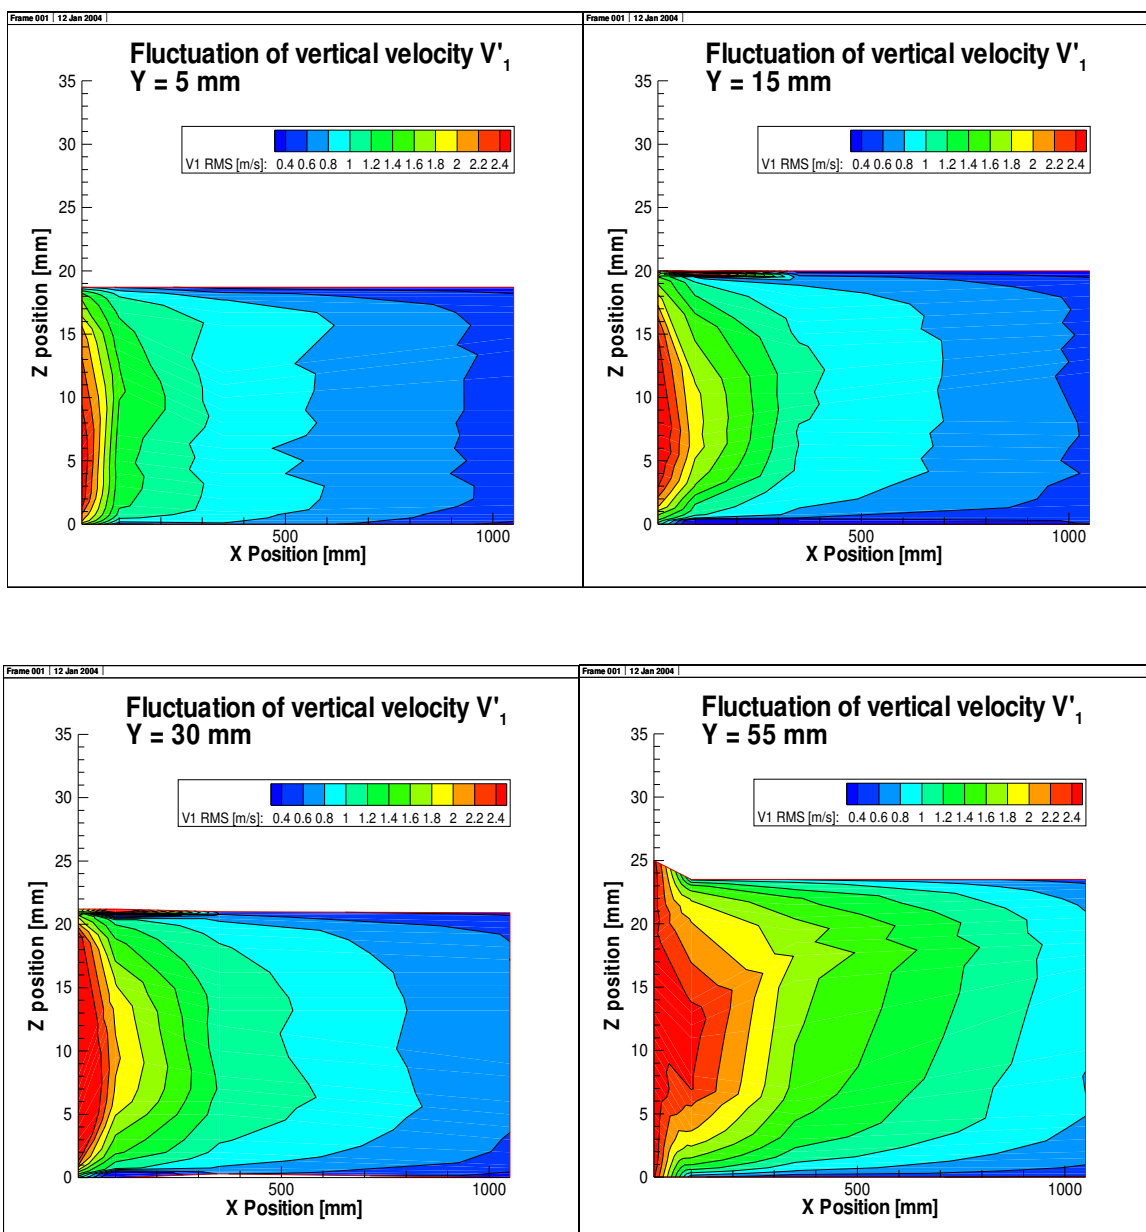 Frame 001 | 12 Jan 2004
Fluctuation of vertical velocity V'1
Y = 5 mm
V1 RMS [m/s]: 0.4 0.6 0.8 1 1.2 1.4 1.6 1.8 2 2.2 2.4
35
30
25
20
15
10
5
0
Z position [mm]
500 1000
X Position [mm]
Frame 001 | 12 Jan 2004
Fluctuation of vertical velocity V'1
Y = 15 mm
V1 RMS [m/s]: 0.4 0.6 0.8 1 1.2 1.4 1.6 1.8 2 2.2 2.4
35
30
25
20
15
10
5
0
Z position [mm]
500 1000
X Position [mm]
Frame 001 | 12 Jan 2004
Fluctuation of vertical velocity V'1
Y = 30 mm
V1 RMS [m/s]: 0.4 0.6 0.8 1 1.2 1.4 1.6 1.8 2 2.2 2.4
35
30
25
20
15
10
5
0
Z position [mm]
500 1000
X Position [mm]
Frame 001 | 12 Jan 2004
Fluctuation of vertical velocity V'1
Y = 55 mm
V1 RMS [m/s]: 0.4 0.6 0.8 1 1.2 1.4 1.6 1.8 2 2.2 2.4
35
30
25
20
15
10
5
0
Z position [mm]
500 1000
X Position [mm]